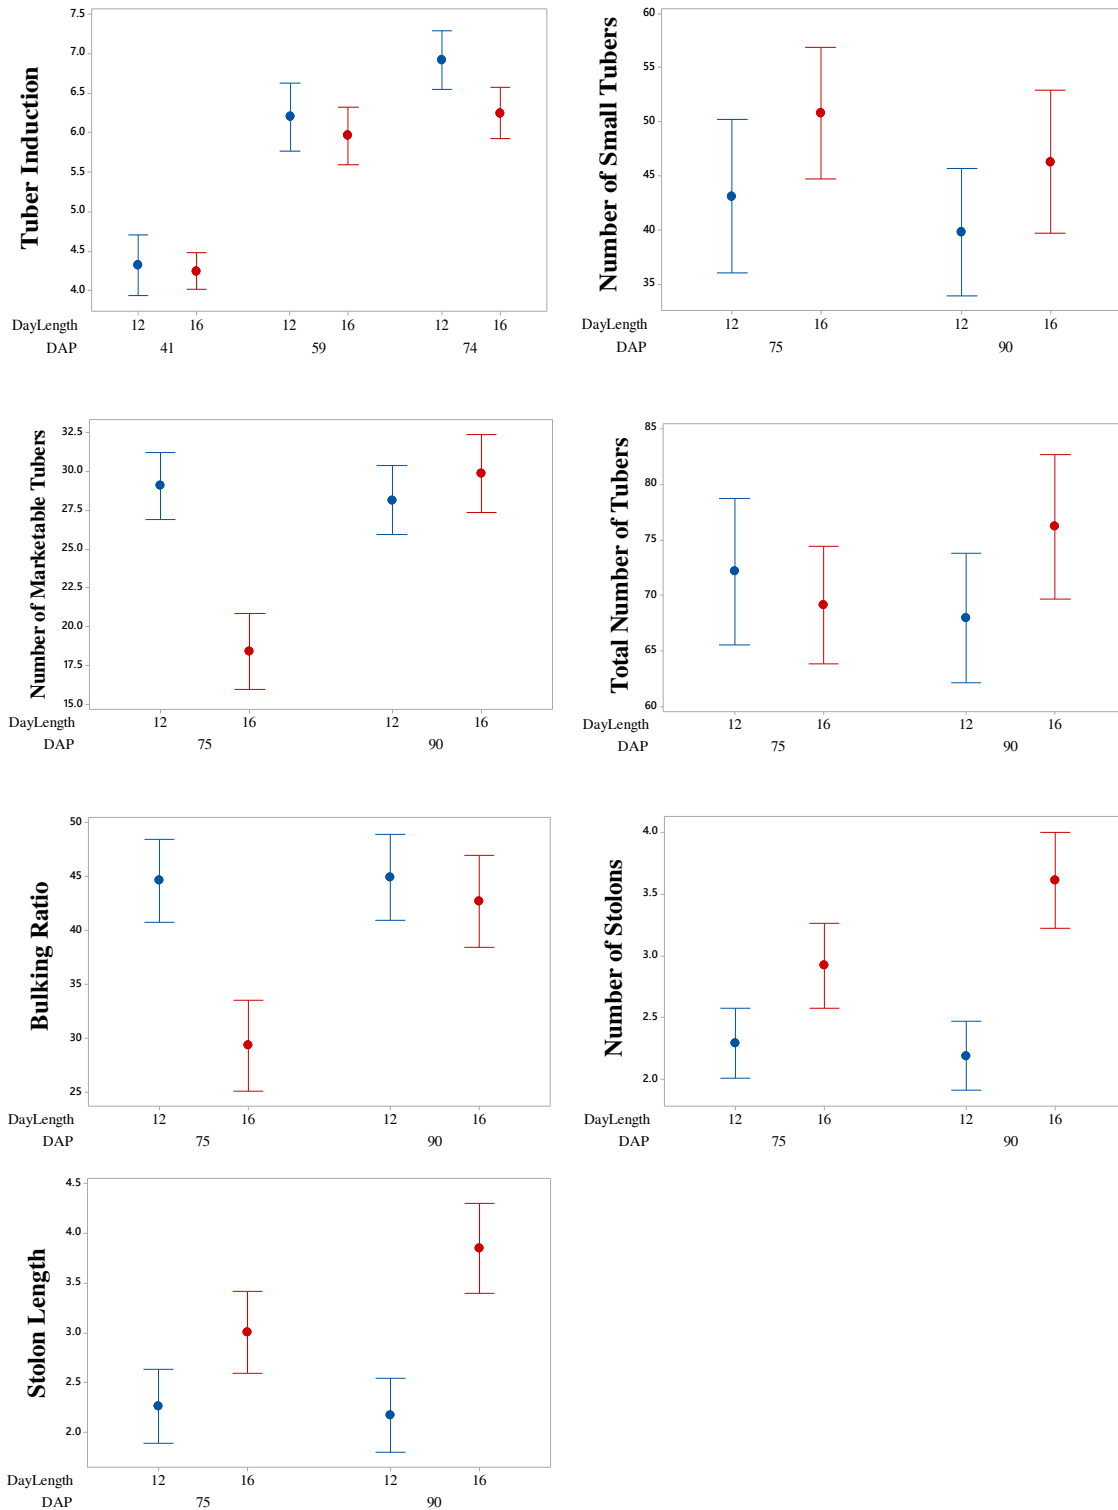 Tuber Induction
7.5
7.0
6.5
6.0
5.5
5.0
4.5
4.0
DayLength 12 16 12 16 12 16
DAP 41 59 74
Number of Small Tubers
60
55
50
45
40
35
DayLength 12 16 12 16
DAP 75 90
Number of Marketable Tubers
32.5
30.0
27.5
25.0
22.5
20.0
17.5
15.0
DayLength 12 16 12 16
DAP 75 90
Total Number of Tubers
85
80
75
70
65
60
DayLength 12 16 12 16
DAP 75 90
Bulking Ratio
50
45
40
35
30
25
DayLength 12 16 12 16
DAP 75 90
Number of Stolons
4.0
3.5
3.0
2.5
2.0
DayLength 12 16 12 16
DAP 75 90
Stolon Length
4.5
4.0
3.5
3.0
2.5
2.0
DayLength 12 16 12 16
DAP 75 90